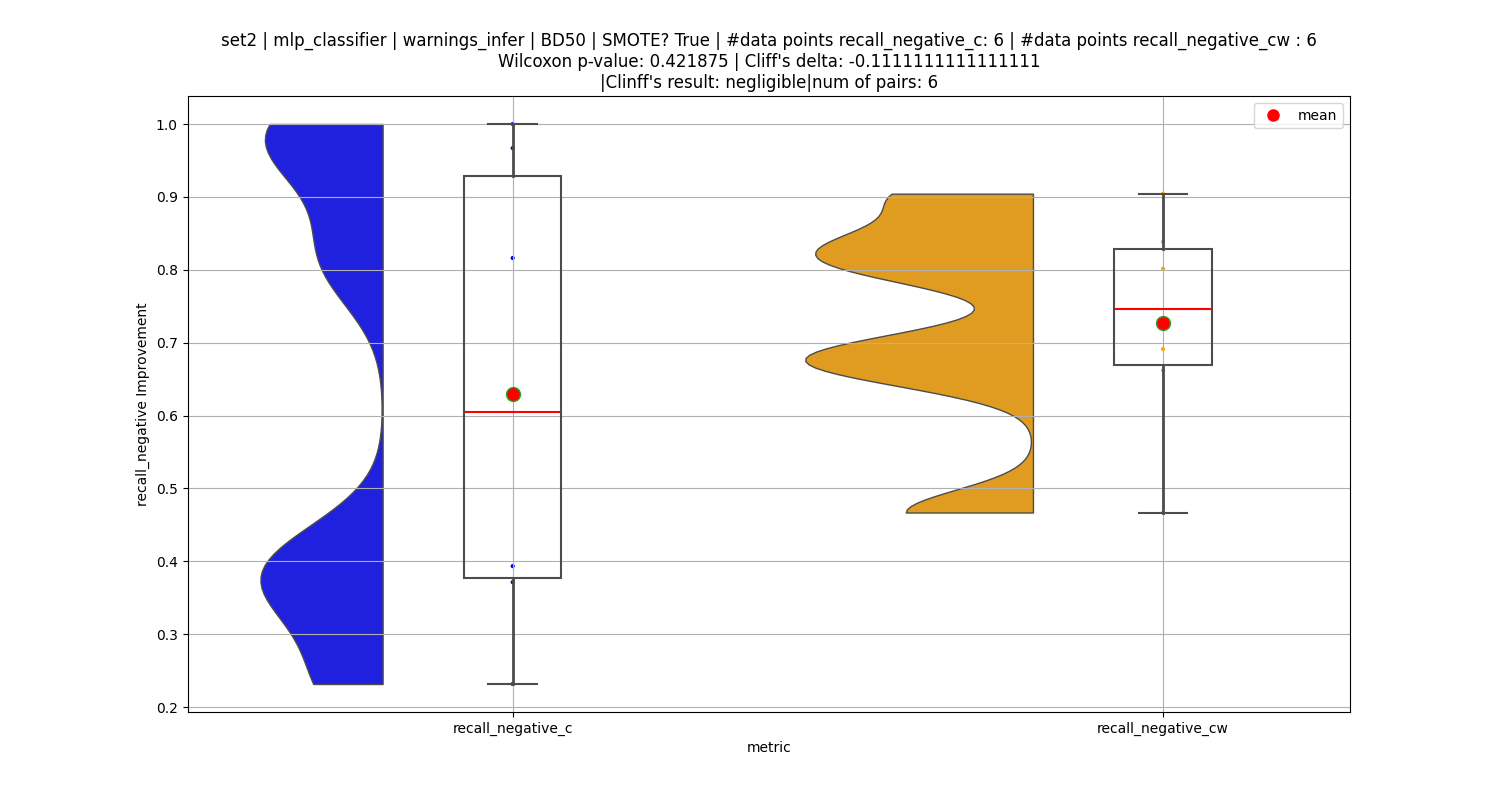 set2 | mlp_classifier | warnings_infer | BD50 | SMOTE? True | #data points recall_negative_c: 6 | #data points recall_negative_cw : 6
Wilcoxon p-value: 0.421875 | Cliff's delta: -0.1111111111111111
|Clinff's result: negligible|num of pairs: 6
mean
1.0
0.9
0.8
0.7
0.6
0.5
0.4
0.3
0.2
recall_negative Improvement
recall_negative_c
recall_negative_cw
metric